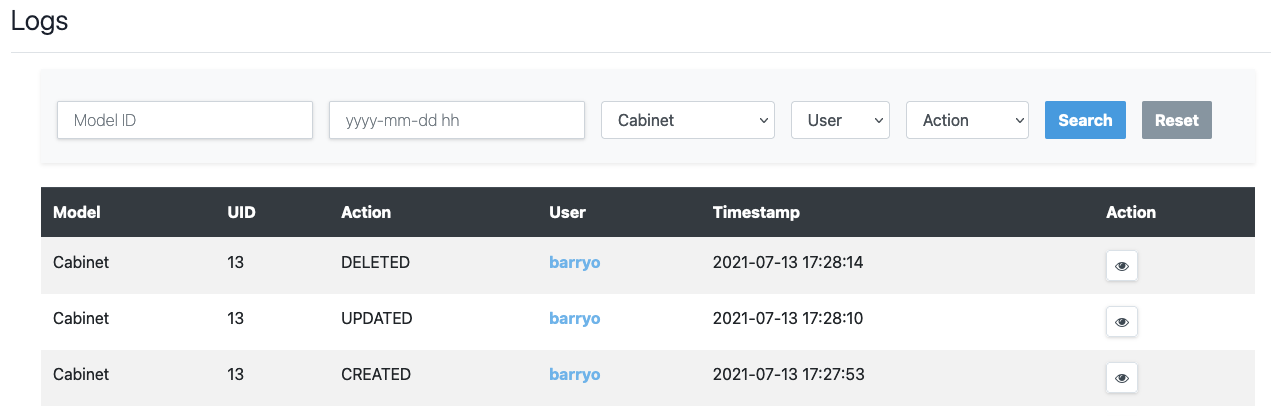 Logs
Model ID yyyy-mm-dd hh Cabinet User Action Search Reset
Model UID Action User Timestamp Action
Cabinet 13 DELETED barryo 2021-07-13 17:28:14
Cabinet 13 UPDATED barryo 2021-07-13 17:28:10
Cabinet 13 CREATED barryo 2021-07-13 17:27:53